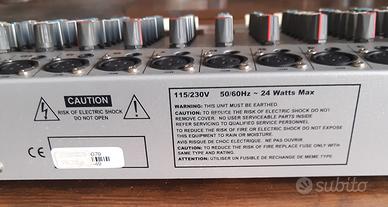 CAUTION
RISK OF ELECTRIC SHOCK
DO NOT OPEN
CE
115/230V 50/60Hz ~ 24 Watts Max
WARNING: THIS UNIT MUST BE EARTHED.
CAUTION: TO REDUCE THE RISK OF ELECTRIC SHOCK DO NOT
REMOVE COVER. NO USER SERVICEABLE PARTS INSIDE
REFER SERVICING TO QUALIFIED SERVICE PERSONNEL.
TO REDUCE THE RISK OF FIRE OR ELECTRIC SHOCK DO NOT EXPOSE
THIS EQUIPMENT TO RAIN OR MOISTURE.
AVIS RISQUE DE CHOC ELECTRIQUE. NE PAS OUVRIR
CAUTION: TO REDUCE THE RISK OF FIRE REPLACE FUSE ONLY WITH
SAME TYPE AND RATING.
ATTENTION: UTILISER UN FUSIBLE DE RECHANGE DE MEME TYPE
subito